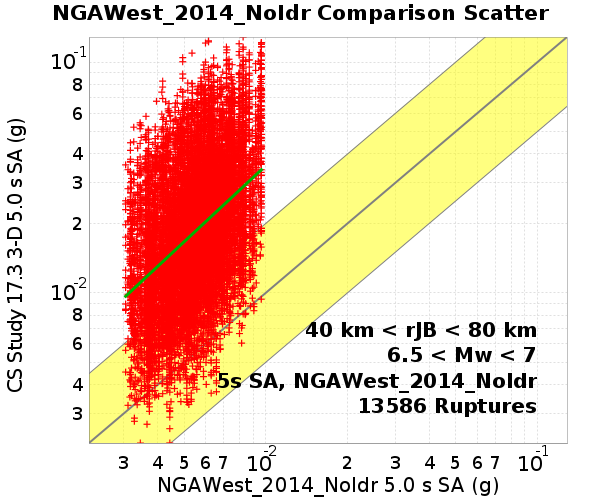 NGAWest_2014_NoIdr Comparison Scatter
CS Study 17.3 3-D 5.0 s SA (g)
10-1
8
6
4
3
2
10-2
8
6
4
3
40 km < rJB < 80 km
6.5 < Mw < 7
5s SA, NGAWest_2014_NoIdr
13586 Ruptures
3 4 5 6 7 10-2 2 3 4 5 6 7 10-1
NGAWest_2014_NoIdr 5.0 s SA (g)